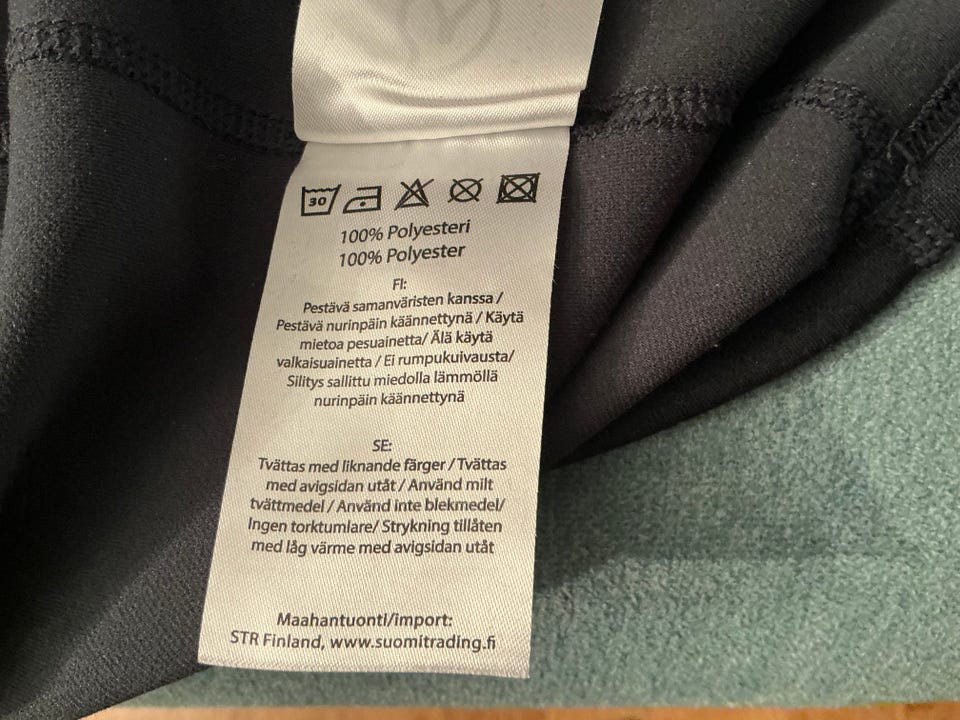 30
100% Polyesteri
100% Polyester
FI:
Pestävä samanväristen kanssa /
Pestävä nurinpäin käännettynä / Käytä
mietoa pesuainetta/ Älä käytä
valkaisuainetta / Ei rumpukuivausta/
Silitys sallittu miedolla lämmöllä
nurinpäin käännettynä
SE:
Tvättas med liknande färger / Tvättas
med avigsidan utåt / Använd milt
tvättmedel / Använd inte blekmedel/
Ingen torktumlare/ Strykning tillåten
med låg värme med avigsidan utåt
Maahantuonti/import:
STR Finland, www.suomitrading.fi